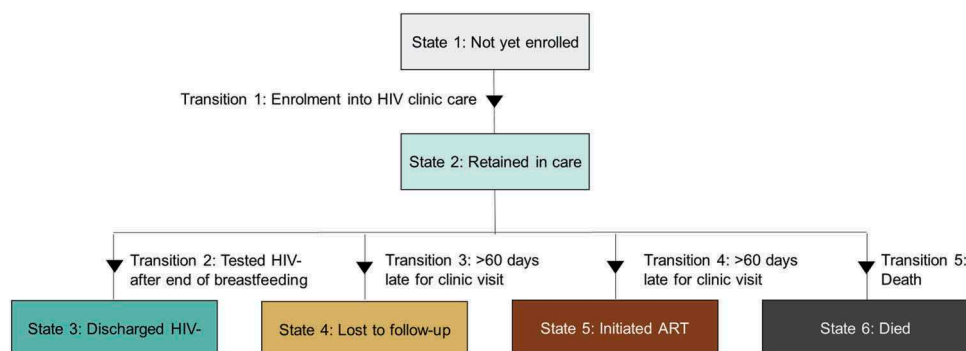 State 1: Not yet enrolled
Transition 1: Enrolment into HIV clinic care
State 2: Retained in care
Transition 2: Tested HIV-
after end of breastfeeding
Transition 3: >60 days
late for clinic visit
Transition 4: >60 days
late for clinic visit
Transition 5:
Death
State 3: Discharged HIV-
State 4: Lost to follow-up
State 5: Initiated ART
State 6: Died